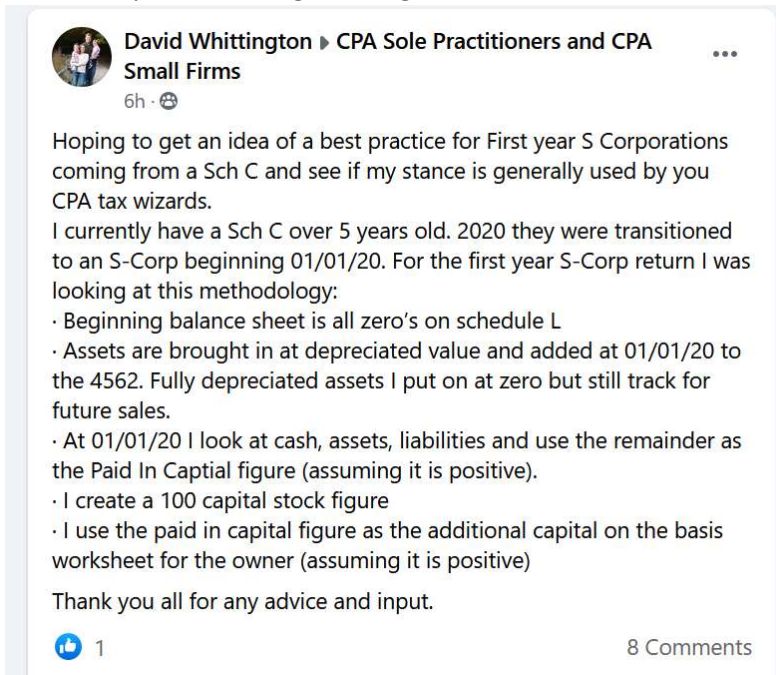 David Whittington ▸ CPA Sole Practitioners and CPA
Small Firms
6h ·
Hoping to get an idea of a best practice for First year S Corporations
coming from a Sch C and see if my stance is generally used by you
CPA tax wizards.
I currently have a Sch C over 5 years old. 2020 they were transitioned
to an S-Corp beginning 01/01/20. For the first year S-Corp return I was
looking at this methodology:
· Beginning balance sheet is all zero's on schedule L
· Assets are brought in at depreciated value and added at 01/01/20 to
the 4562. Fully depreciated assets I put on at zero but still track for
future sales.
· At 01/01/20 I look at cash, assets, liabilities and use the remainder as
the Paid In Captial figure (assuming it is positive).
· I create a 100 capital stock figure
· I use the paid in capital figure as the additional capital on the basis
worksheet for the owner (assuming it is positive)
Thank you all for any advice and input.
1
8 Comments